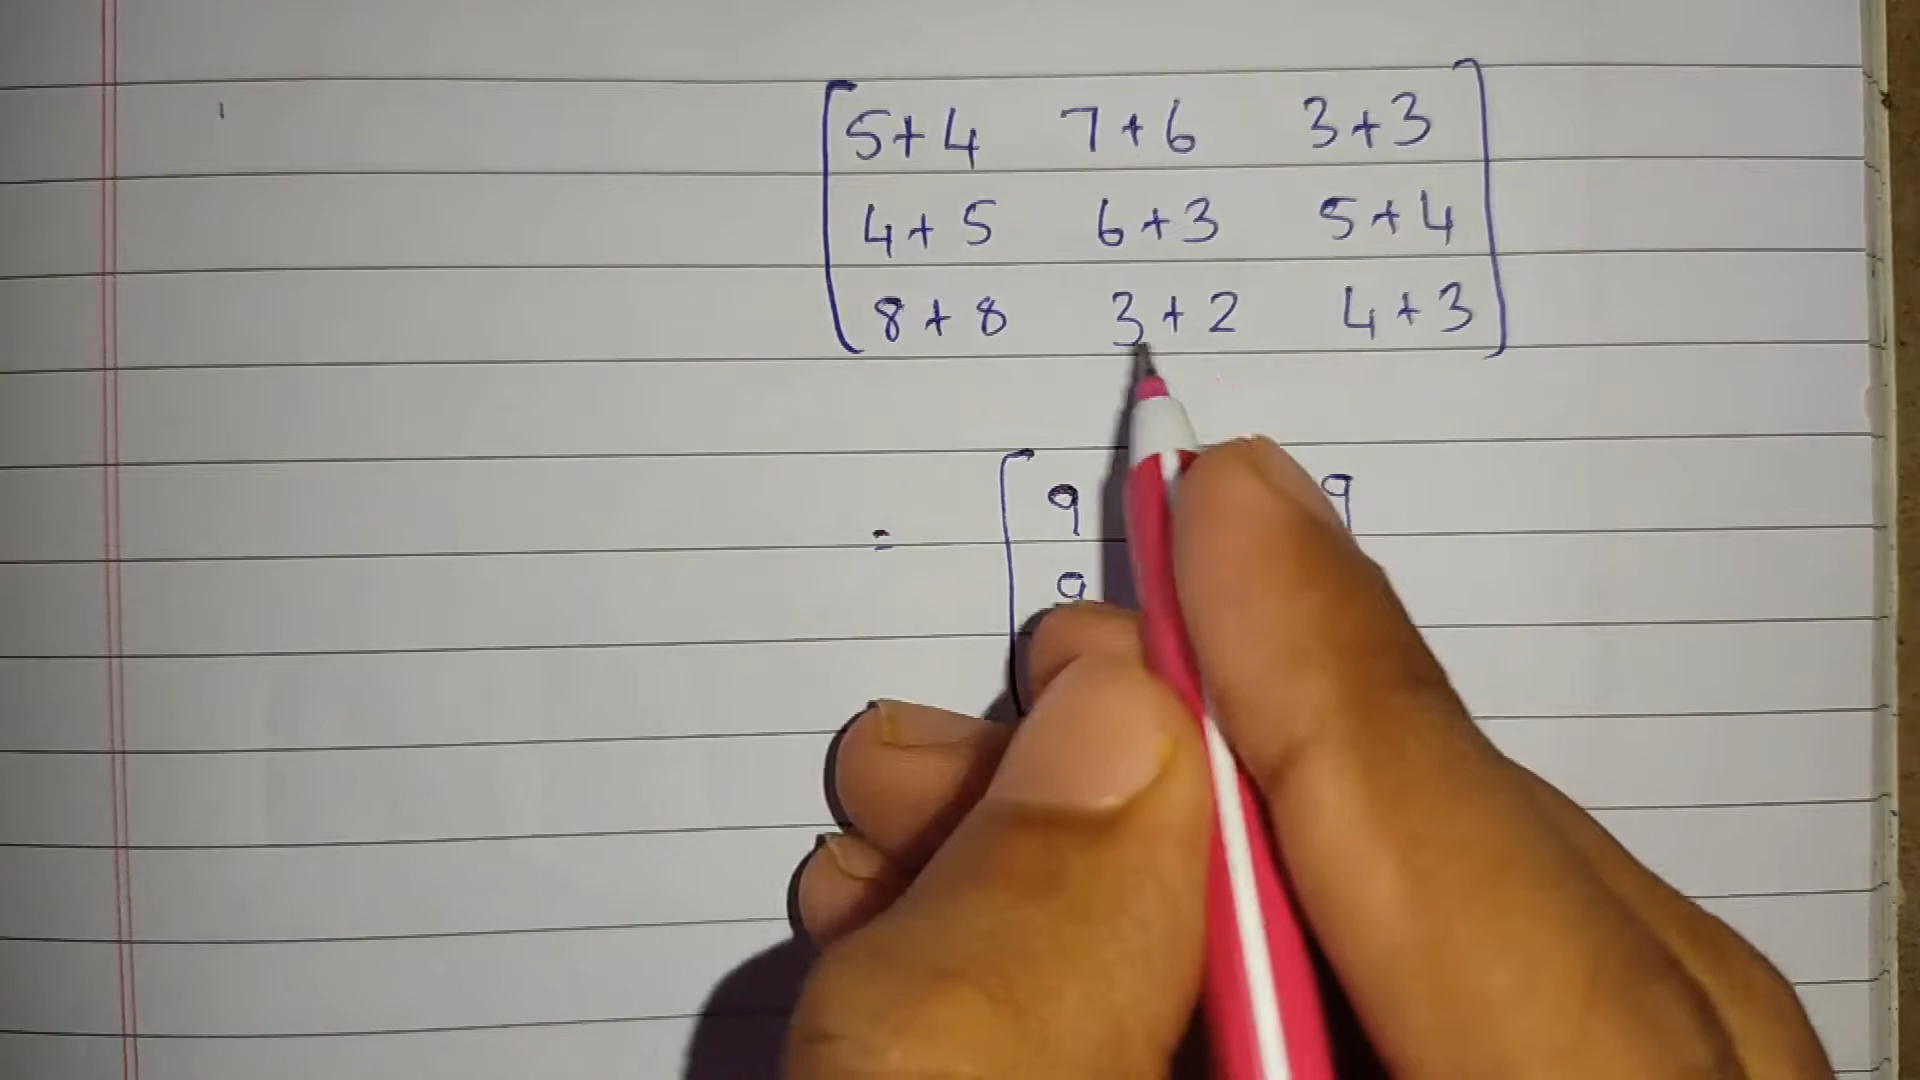 5+4 7+6 3+3
4+5 6+3 5+4
8+8 3+2 4+3
= 9 9
9